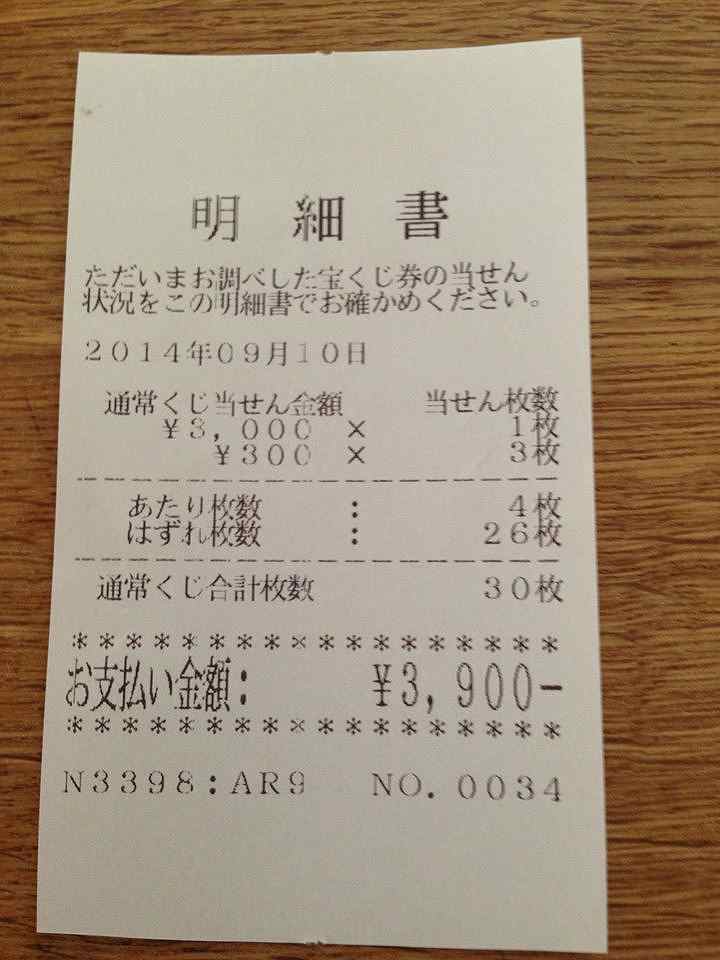 明細書
ただいまお調べした宝くじ券の当せん
状況をこの明細書でお確かめください。
2014年09月10日
通常くじ当せん金額 当せん枚数
¥3,000 × 1枚
¥300 × 3枚
あたり枚数 : 4枚
はずれ枚数 : 26枚
通常くじ合計枚数 30枚
*******************
お支払い金額: ¥3,900-
*******************
N3398:AR9 NO.0034